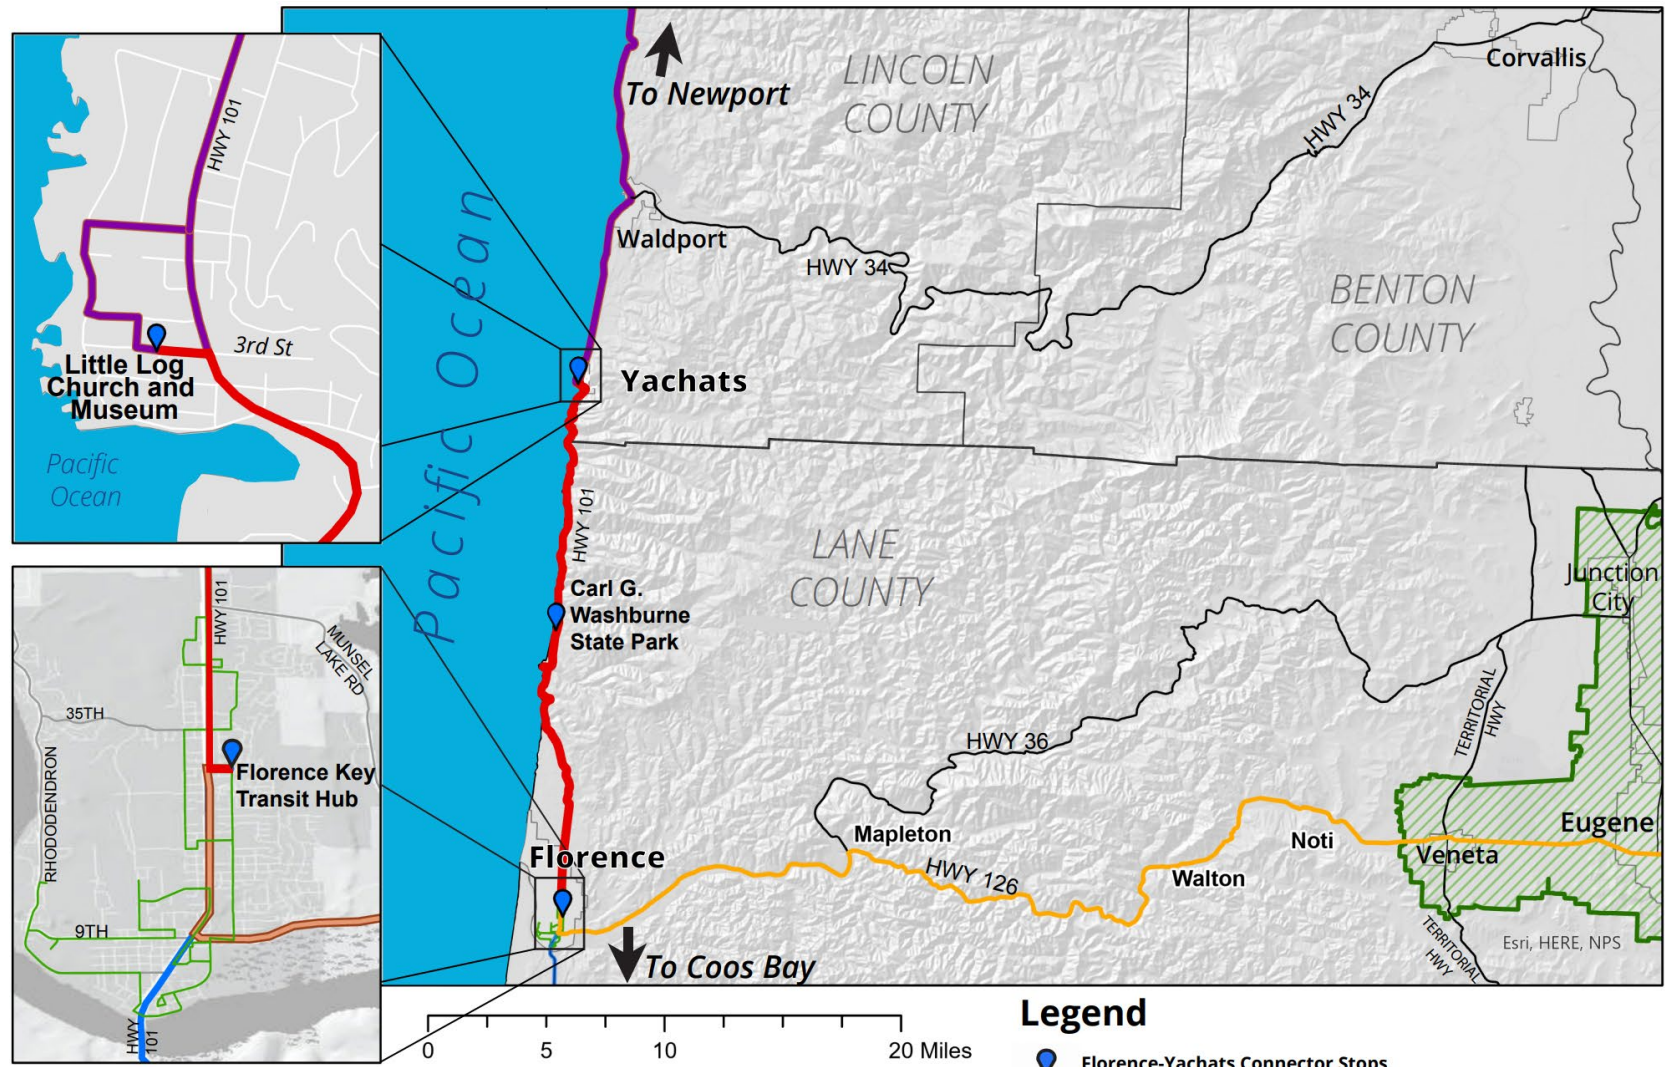 HWY 101
3rd St
Little Log
Church and
Museum
Pacific
Ocean
To Newport
LINCOLN
COUNTY
Corvallis
HWY 34
Pacific Ocean
Waldport
HWY 34
BENTON
COUNTY
Yachats
HWY 101
LANE
COUNTY
Carl G.
Washburne
State Park
Junction
City
TERRITORIAL
HWY
HWY 36
Mapleton
Noti
Eugene
Veneta
Florence
HWY 126
Walton
TERRITORIAL
HWY
Esri, HERE, NPS
To Coos Bay
HWY 101
MUNSEL
LAKE RD
35TH
RHODODENDRON
Florence Key
Transit Hub
9TH
HWY
101
0 5 10 20 Miles
Legend
Florence-Yachats Connector Stops